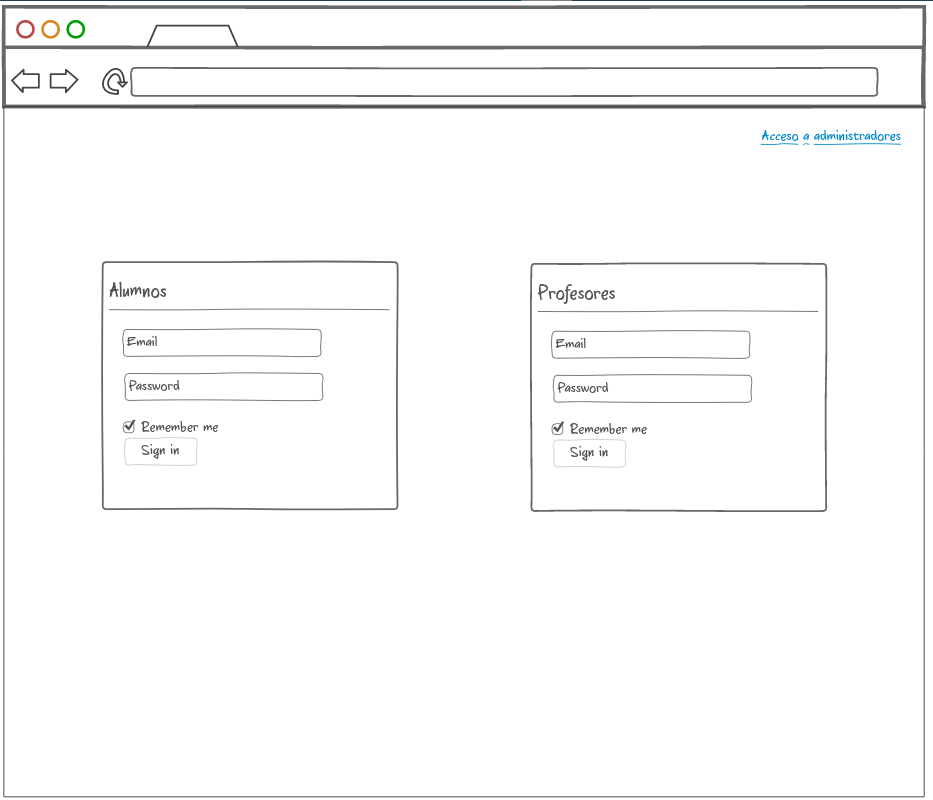 Acceso a administradores
Alumnos
Email
Password
Remember me
Sign in
Profesores
Email
Password
Remember me
Sign in